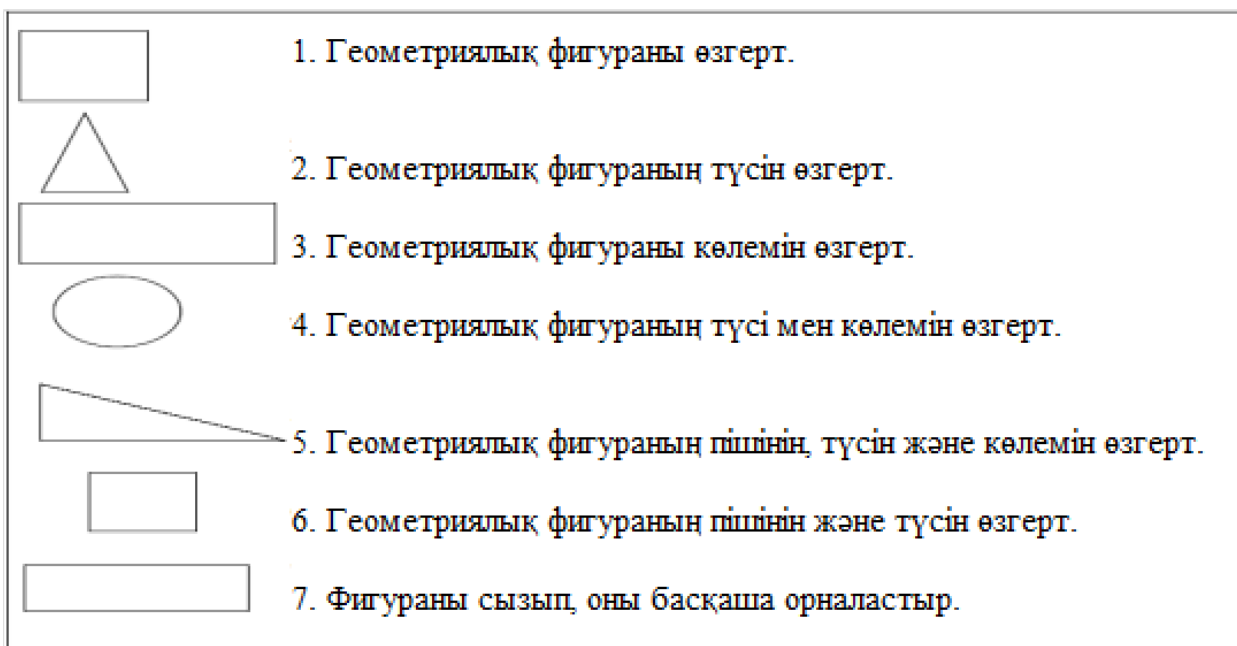 1. Геометриялық фигураны өзгерт.
2. Геометриялық фигураның түсін өзгерт.
3. Геометриялық фигураны көлемін өзгерт.
4. Геометриялық фигураның түсі мен көлемін өзгерт.
5. Геометриялық фигураның пішінін, түсін және көлемін өзгерт.
6. Геометриялық фигураның пішінін және түсін өзгерт.
7. Фигураны сызып, оны басқаша орналастыр.